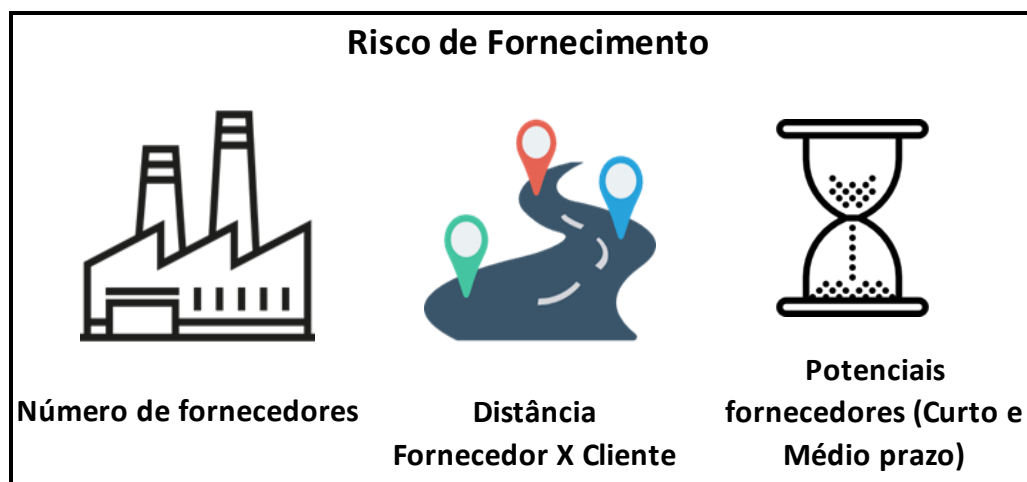 Risco de Fornecimento
Número de fornecedores
Distância
Fornecedor X Cliente
Potenciais
fornecedores (Curto e
Médio prazo)